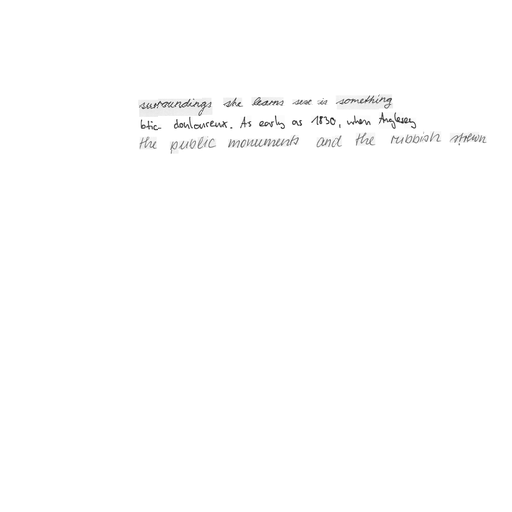 surroundings she learns sex is something
tic- douloureux. As early as 1830, when Anglesey
the public monuments and the rubbish strewn